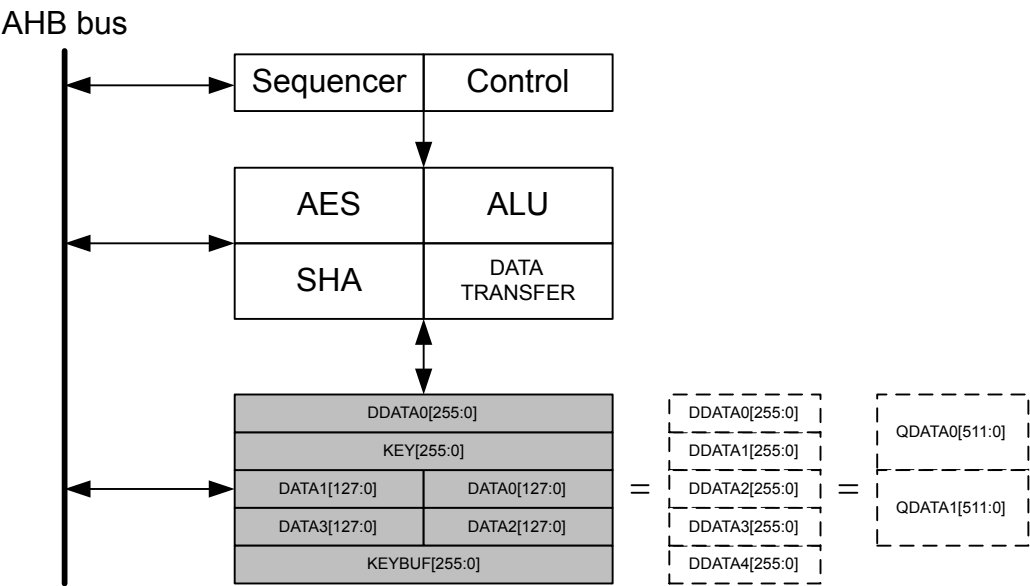 AHB bus
Sequencer
Control
AES
ALU
SHA
DATA
TRANSFER
DDATA0[255:0]
KEY[255:0]
DATA1[127:0]
DATA0[127:0]
DATA3[127:0]
DATA2[127:0]
KEYBUF[255:0]
=
DDATA0[255:0]
DDATA1[255:0]
DDATA2[255:0]
DDATA3[255:0]
DDATA4[255:0]
=
QDATA0[511:0]
QDATA1[511:0]